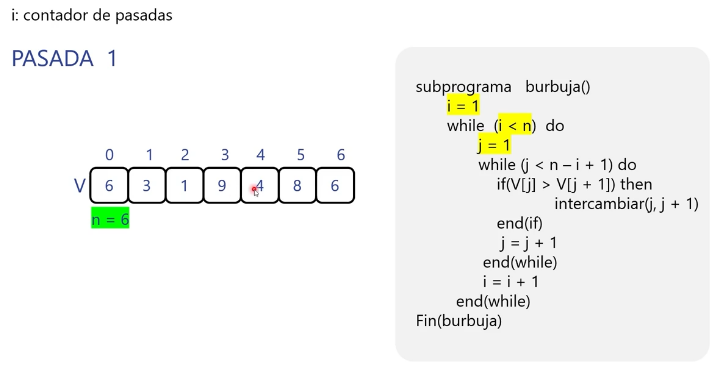 i: contador de pasadas
PASADA 1
0 1 2 3 4 5 6
V 6 3 1 9 4 8 6
n = 6
subprograma burbuja()
i = 1
while (i < n) do
j = 1
while (j < n – i + 1) do
if(V[j] > V[j + 1]) then
intercambiar(j, j + 1)
end(if)
j = j + 1
end(while)
i = i + 1
end(while)
Fin(burbuja)